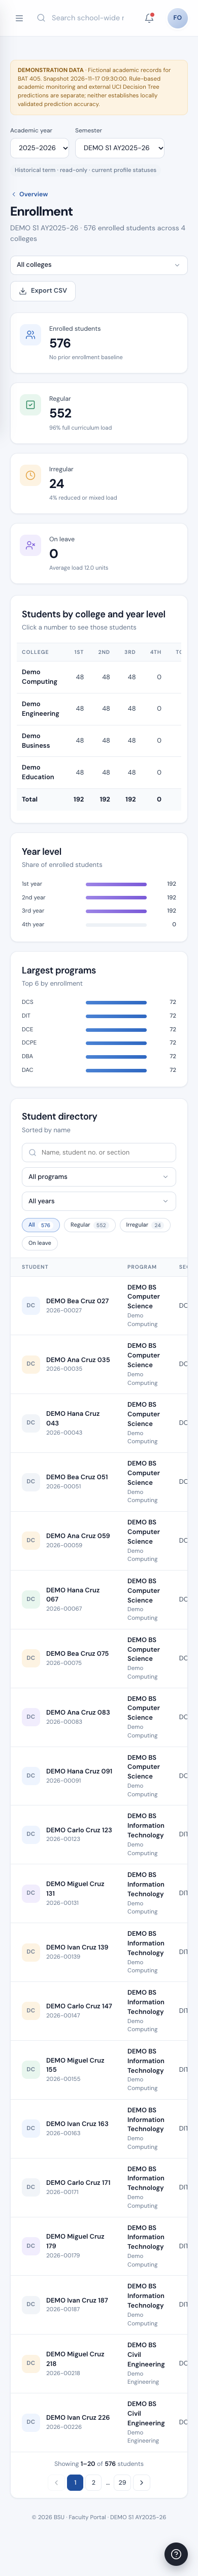 Search school-wide r
FO
DEMONSTRATION DATA · Fictional academic records for
BAT 405. Snapshot 2026-11-17 09:30:00. Rule-based
academic monitoring and external UCI Decision Tree
predictions are separate; neither establishes locally
validated prediction accuracy.
Academic year Semester
2025-2026 DEMO S1 AY2025-26
Historical term · read-only · current profile statuses
Overview
Enrollment
DEMO S1 AY2025-26 · 576 enrolled students across 4
colleges
All colleges
Export CSV
Enrolled students
576
No prior enrollment baseline
Regular
552
96% full curriculum load
Irregular
24
4% reduced or mixed load
On leave
0
Average load 12.0 units
Students by college and year level
Click a number to see those students
COLLEGE 1ST 2ND 3RD 4TH TO
Demo
Computing 48 48 48 0
Demo
Engineering 48 48 48 0
Demo
Business 48 48 48 0
Demo
Education 48 48 48 0
Total 192 192 192 0
Year level
Share of enrolled students
1st year 192
2nd year 192
3rd year 192
4th year 0
Largest programs
Top 6 by enrollment
DCS 72
DIT 72
DCE 72
DCPE 72
DBA 72
DAC 72
Student directory
Sorted by name
Name, student no. or section
All programs
All years
All 576 Regular 552 Irregular 24
On leave
STUDENT PROGRAM SEC
DC DEMO Bea Cruz 027 2026-00027 DEMO BS Computer Science Demo Computing DC
DC DEMO Ana Cruz 035 2026-00035 DEMO BS Computer Science Demo Computing DC
DC DEMO Hana Cruz 043 2026-00043 DEMO BS Computer Science Demo Computing DC
DC DEMO Bea Cruz 051 2026-00051 DEMO BS Computer Science Demo Computing DC
DC DEMO Ana Cruz 059 2026-00059 DEMO BS Computer Science Demo Computing DC
DC DEMO Hana Cruz 067 2026-00067 DEMO BS Computer Science Demo Computing DC
DC DEMO Bea Cruz 075 2026-00075 DEMO BS Computer Science Demo Computing DC
DC DEMO Ana Cruz 083 2026-00083 DEMO BS Computer Science Demo Computing DC
DC DEMO Hana Cruz 091 2026-00091 DEMO BS Computer Science Demo Computing DC
DC DEMO Carlo Cruz 123 2026-00123 DEMO BS Information Technology Demo Computing DIT
DC DEMO Miguel Cruz 131 2026-00131 DEMO BS Information Technology Demo Computing DIT
DC DEMO Ivan Cruz 139 2026-00139 DEMO BS Information Technology Demo Computing DIT
DC DEMO Carlo Cruz 147 2026-00147 DEMO BS Information Technology Demo Computing DIT
DC DEMO Miguel Cruz 155 2026-00155 DEMO BS Information Technology Demo Computing DIT
DC DEMO Ivan Cruz 163 2026-00163 DEMO BS Information Technology Demo Computing DIT
DC DEMO Carlo Cruz 171 2026-00171 DEMO BS Information Technology Demo Computing DIT
DC DEMO Miguel Cruz 179 2026-00179 DEMO BS Information Technology Demo Computing DIT
DC DEMO Ivan Cruz 187 2026-00187 DEMO BS Information Technology Demo Computing DIT
DC DEMO Miguel Cruz 218 2026-00218 DEMO BS Civil Engineering Demo Engineering DC
DC DEMO Ivan Cruz 226 2026-00226 DEMO BS Civil Engineering Demo Engineering DC
Showing 1–20 of 576 students
1 2 … 29
© 2026 BSU · Faculty Portal · DEMO S1 AY2025-26